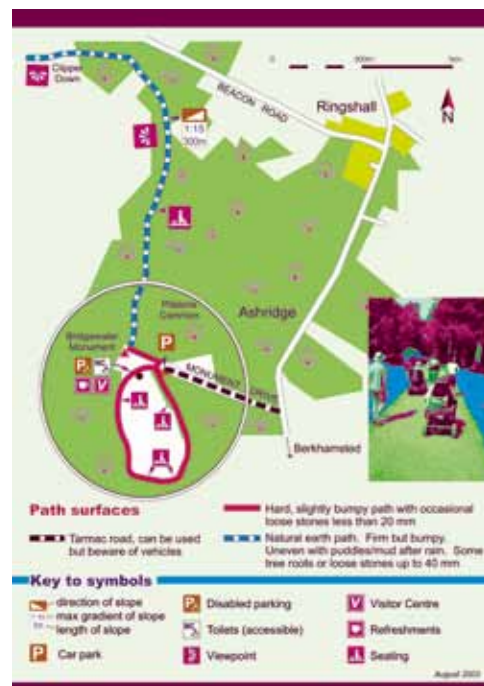 Clipper
Down
0 500m 1km
BEACON ROAD
Ringshall
N
1:15
300m
Ashridge
Common
Bridgewater
Monument
P
P
V
MONUMENT DRIVE
Berkhamsted
Path surfaces
Tarmac road, can be used
but beware of vehicles
Hard, slightly bumpy path with occasional
loose stones less than 20 mm
Natural earth path. Firm but bumpy.
Uneven with puddles/mud after rain. Some
tree roots or loose stones up to 40 mm
Key to symbols
direction of slope
max gradient of slope
length of slope
P Car park
P Disabled parking
Toilets (accessible)
Viewpoint
V Visitor Centre
Refreshments
Seating
August 2003